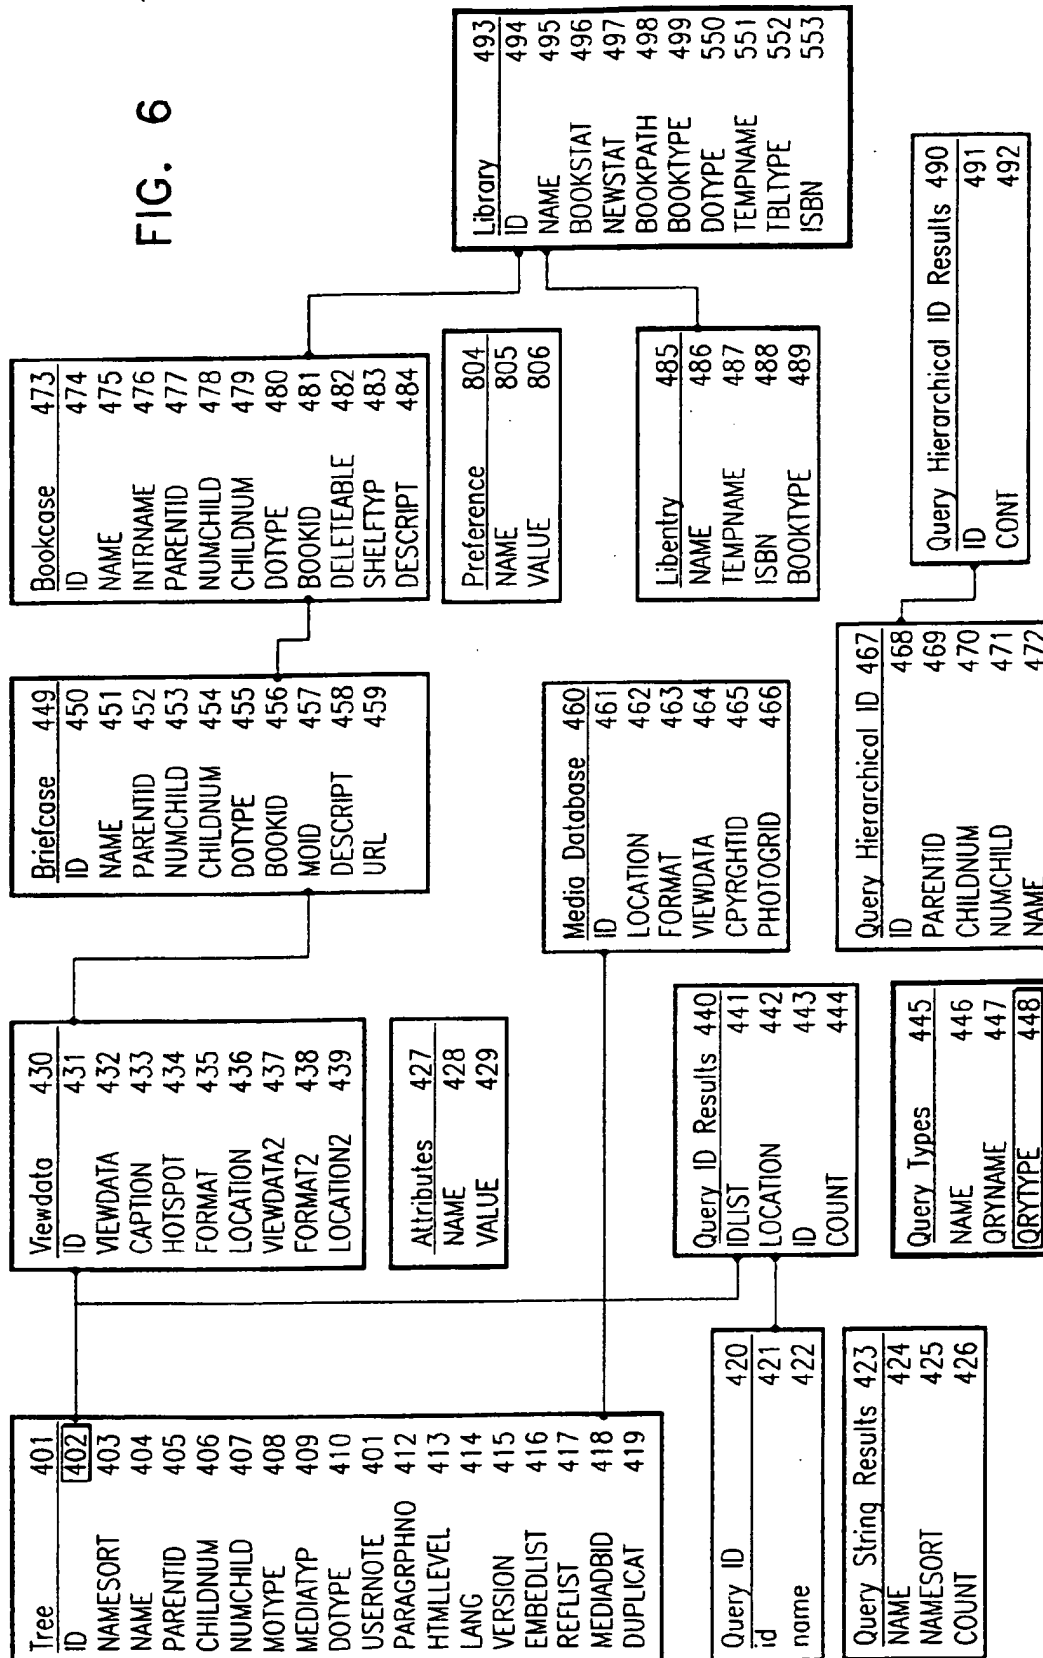 FIG. 6
Tree 401
ID 402
NAMESORT 403
NAME 404
PARENTID 405
CHILDNUM 406
NUMCHILD 407
MOTYPE 408
MEDIATYP 409
DOTYPE 410
USERNOTE 401
PARAGRPHNO 412
HTMLLEVEL 413
LANG 414
VERSION 415
EMBEDLIST 416
REFLIST 417
MEDIADBID 418
DUPLICAT 419
Query ID 420
id 421
name 422
Query String Results 423
NAME 424
NAMESORT 425
COUNT 426
Viewdata 430
ID 431
VIEWDATA 432
CAPTION 433
HOTSPOT 434
FORMAT 435
LOCATION 436
VIEWDATA2 437
FORMAT2 438
LOCATION2 439
Attributes 427
NAME 428
VALUE 429
Query ID Results 440
IDLIST 441
LOCATION 442
ID 443
COUNT 444
Query Types 445
NAME 446
QRYNAME 447
QRYTYPE 448
Briefcase 449
ID 450
NAME 451
PARENTID 452
NUMCHILD 453
CHILDNUM 454
DOTYPE 455
BOOKID 456
MOID 457
DESCRIPT 458
URL 459
Media Database 460
ID 461
LOCATION 462
FORMAT 463
VIEWDATA 464
CPYRGHTID 465
PHOTOGRID 466
Query Hierarchical ID 467
ID 468
PARENTID 469
CHILDNUM 470
NUMCHILD 471
NAME 472
Bookcase 473
ID 474
NAME 475
INTRNAME 476
PARENTID 477
NUMCHILD 478
CHILDNUM 479
DOTYPE 480
BOOKID 481
DELETEABLE 482
SHELFTYP 483
DESCRIPT 484
Preference 804
NAME 805
VALUE 806
Libentry 485
NAME 486
TEMPNAME 487
ISBN 488
BOOKTYPE 489
Query Hierarchical ID Results 490
ID 491
CONT 492
Library 493
ID 494
NAME 495
BOOKSTAT 496
NEWSTAT 497
BOOKPATH 498
BOOKTYPE 499
DOTYPE 550
TEMPNAME 551
TBLTYPE 552
ISBN 553